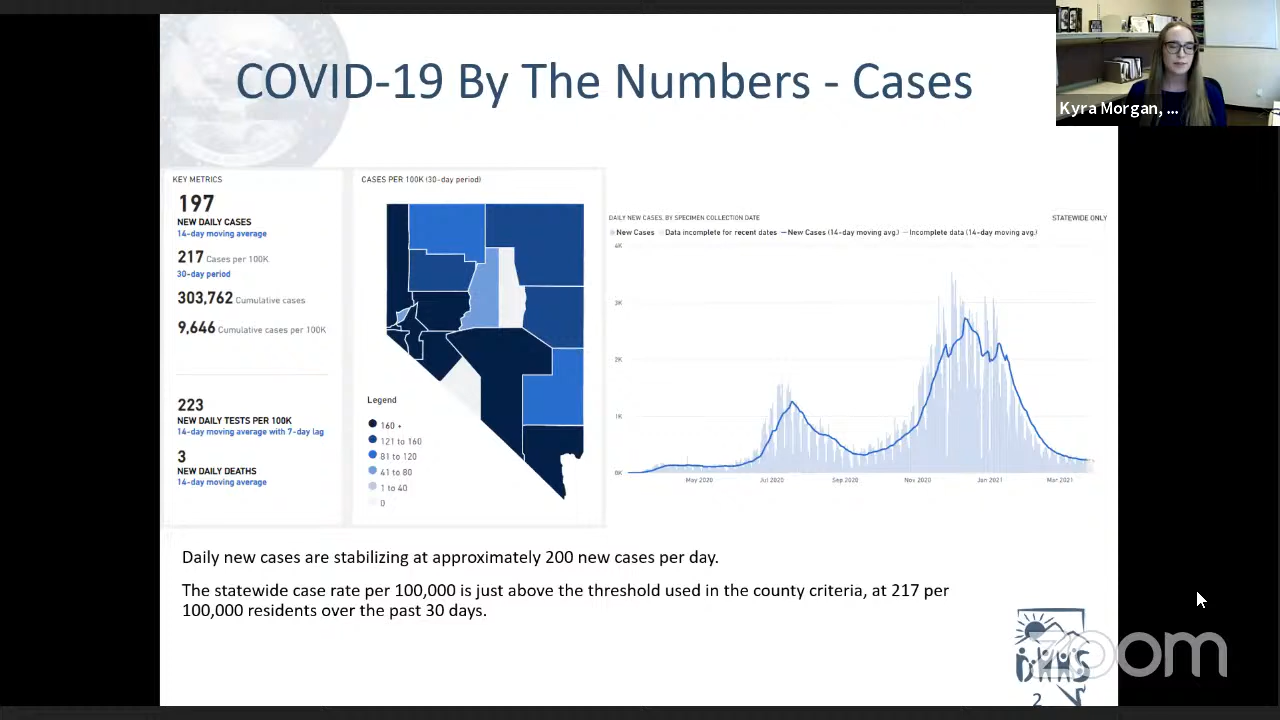 COVID-19 By The Numbers - Cases
Kyra Morgan, ...
KEY METRICS
197
NEW DAILY CASES
14-day moving average
217 Cases per 100K
30-day period
303,762 Cumulative cases
9,646 Cumulative cases per 100K
223
NEW DAILY TESTS PER 100K
14-day moving average with 7-day lag
3
NEW DAILY DEATHS
14-day moving average
CASES PER 100K (30-day period)
Legend
160 +
121 to 160
81 to 120
41 to 80
1 to 40
0
DAILY NEW CASES, BY SPECIMEN COLLECTION DATE
STATEWIDE ONLY
New Cases Data incomplete for recent dates New Cases (14-day moving avg.) Incomplete data (14-day moving avg.)
4K
3K
2K
1K
0K
May 2020 Jul 2020 Sep 2020 Nov 2020 Jan 2021 Mar 2021
Daily new cases are stabilizing at approximately 200 new cases per day.
The statewide case rate per 100,000 is just above the threshold used in the county criteria, at 217 per
100,000 residents over the past 30 days.
zoom
2